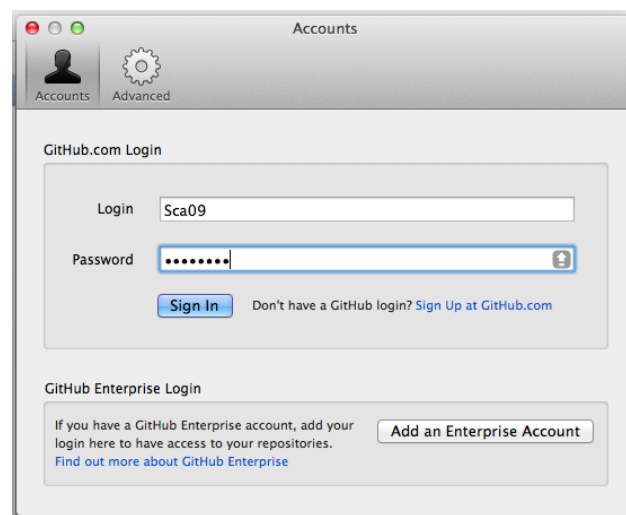 Accounts
Accounts Advanced
GitHub.com Login
Login Sca09
Password ••••••••
Sign In Don't have a GitHub login? Sign Up at GitHub.com
GitHub Enterprise Login
If you have a GitHub Enterprise account, add your
login here to have access to your repositories.
Find out more about GitHub Enterprise
Add an Enterprise Account